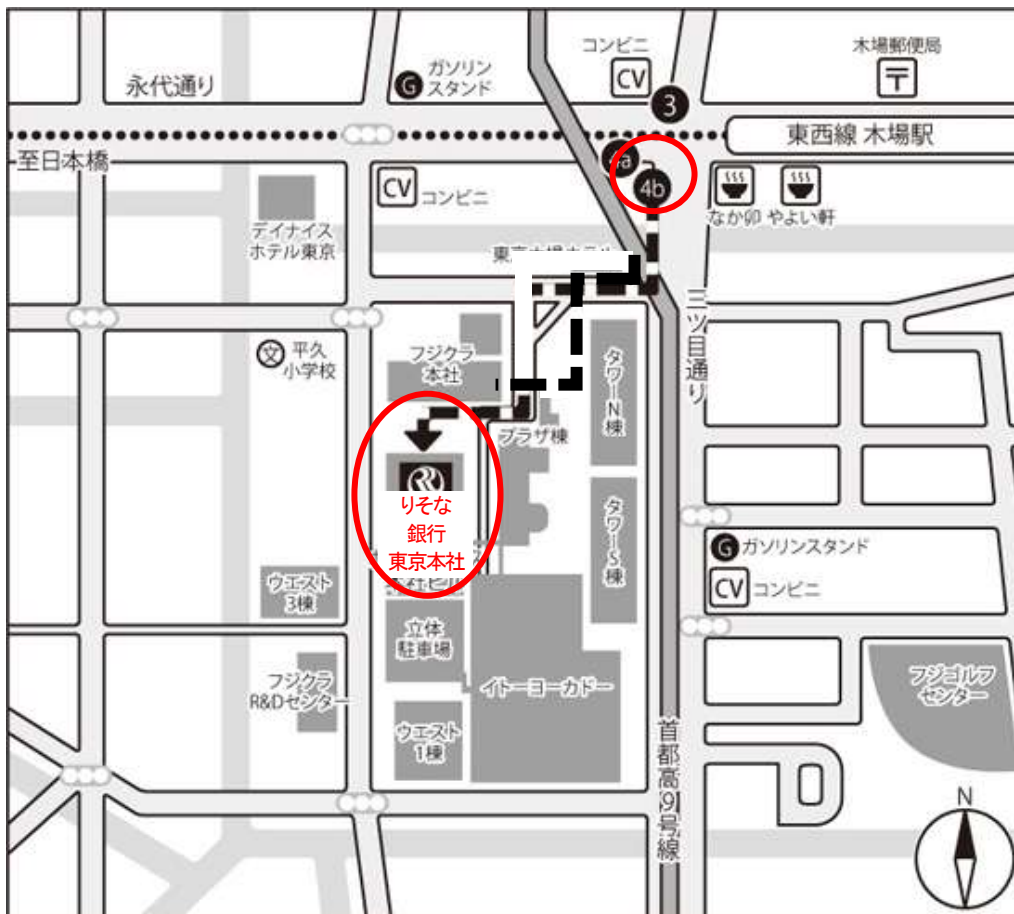 コンビニ
CV
木場郵便局
〒
永代通り
G
ガソリン
スタンド
3
東西線 木場駅
至日本橋
4a
4b
CV
コンビニ
なか卯
やよい軒
デイナイス
ホテル東京
三ツ目通り
文
平久
小学校
フジクラ
本社
タワーN棟
プラザ棟
りそな
銀行
東京本社
本社ビル
タワーS棟
G
ガソリンスタンド
CV
コンビニ
ウエスト
3棟
立体
駐車場
フジクラ
R&Dセンター
イトーヨーカドー
フジゴルフ
センター
ウエスト
1棟
首都高9号線
N